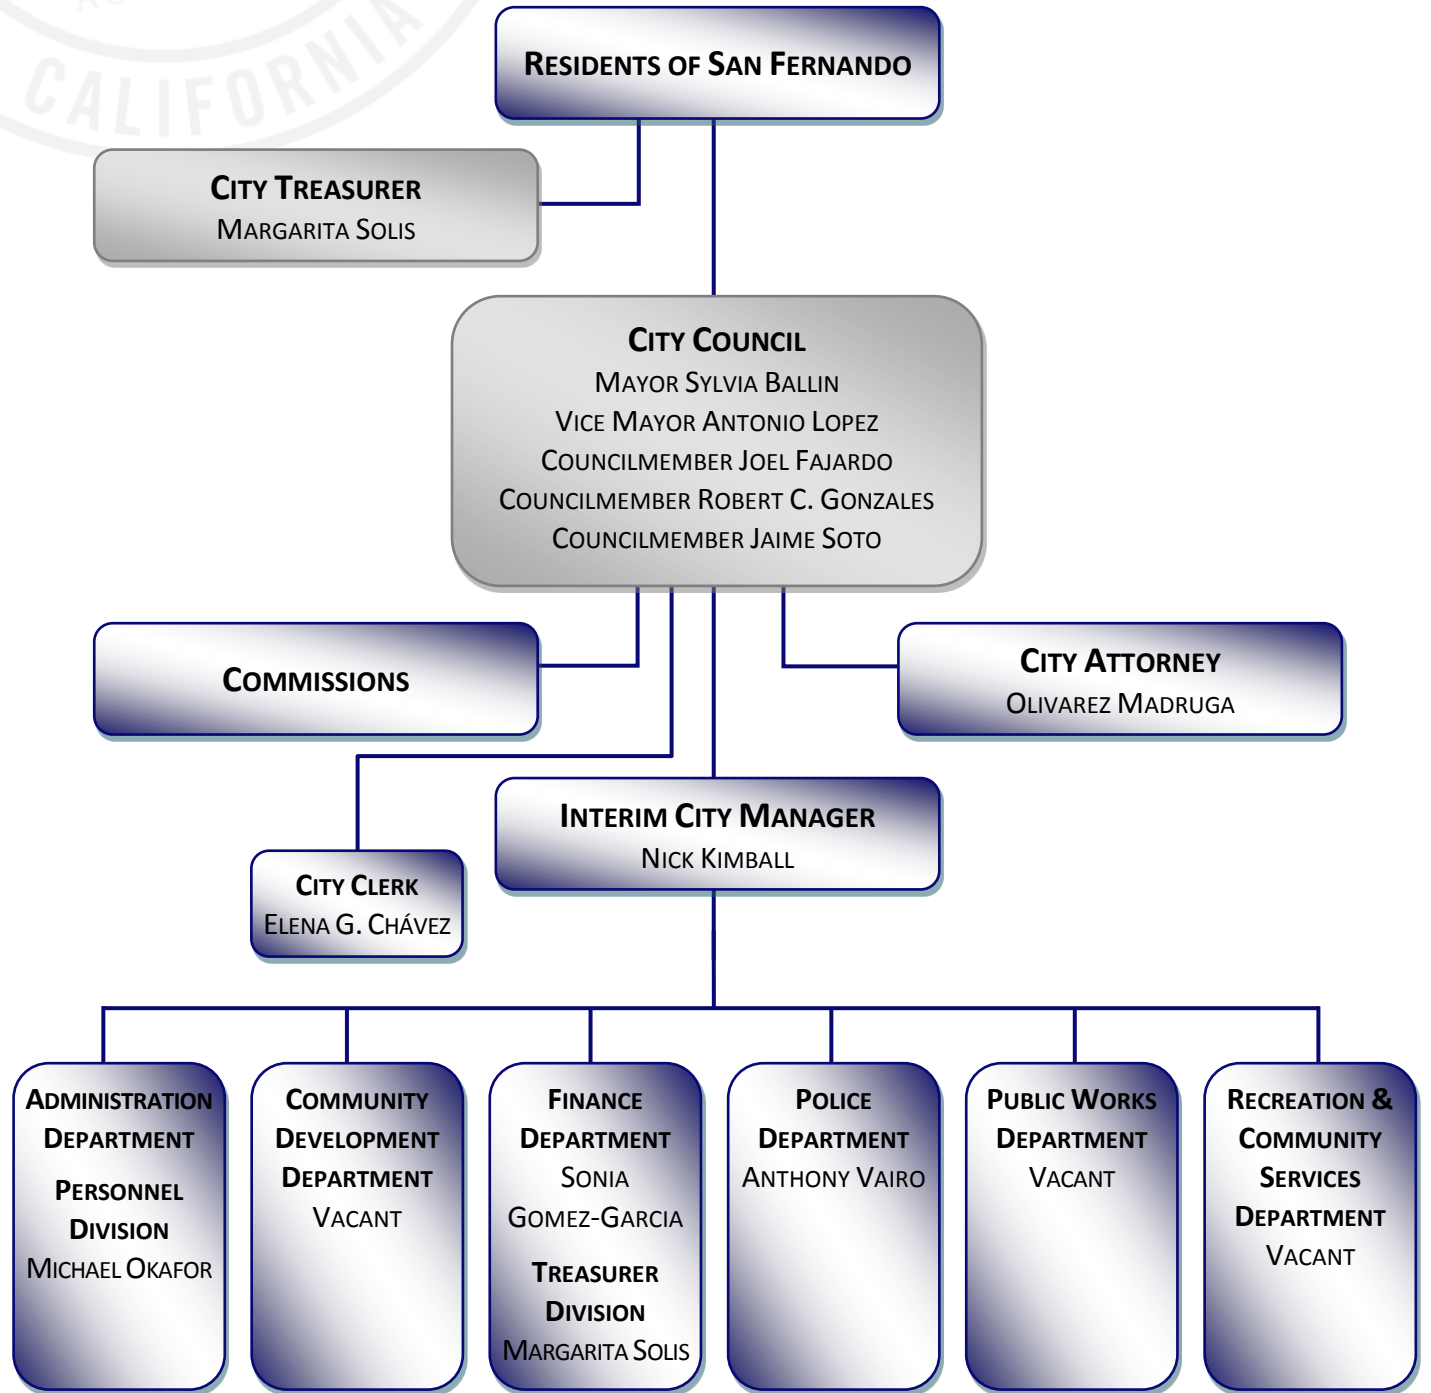 CALIFORNIA
RESIDENTS OF SAN FERNANDO
CITY TREASURER
MARGARITA SOLIS
CITY COUNCIL
MAYOR SYLVIA BALLIN
VICE MAYOR ANTONIO LOPEZ
COUNCILMEMBER JOEL FAJARDO
COUNCILMEMBER ROBERT C. GONZALES
COUNCILMEMBER JAIME SOTO
COMMISSIONS
CITY ATTORNEY
OLIVAREZ MADRUGA
INTERIM CITY MANAGER
NICK KIMBALL
CITY CLERK
ELENA G. CHÁVEZ
ADMINISTRATION
DEPARTMENT
PERSONNEL
DIVISION
MICHAEL OKAFOR
COMMUNITY
DEVELOPMENT
DEPARTMENT
VACANT
FINANCE
DEPARTMENT
SONIA
GOMEZ-GARCIA
TREASURER
DIVISION
MARGARITA SOLIS
POLICE
DEPARTMENT
ANTHONY VAIRO
PUBLIC WORKS
DEPARTMENT
VACANT
RECREATION &
COMMUNITY
SERVICES
DEPARTMENT
VACANT